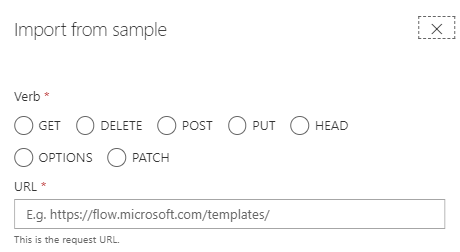 Import from sample
Verb *
GET DELETE POST PUT HEAD
OPTIONS PATCH
URL *
E.g. https://flow.microsoft.com/templates/
This is the request URL.